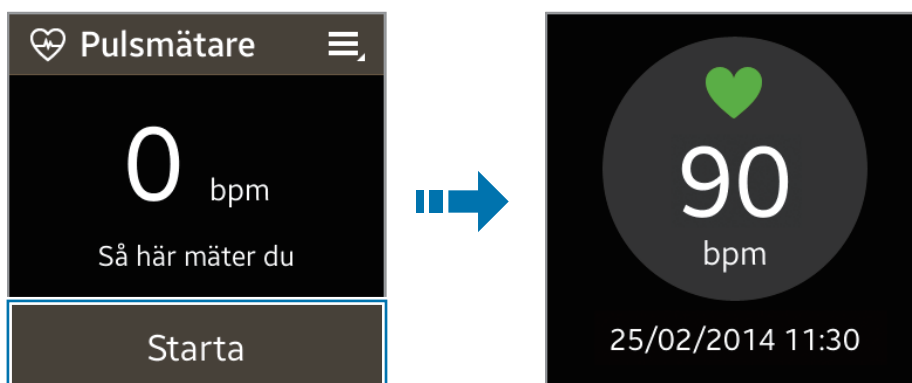 Pulsmätare
0 bpm
Så här mäter du
Starta
90
bpm
25/02/2014 11:30